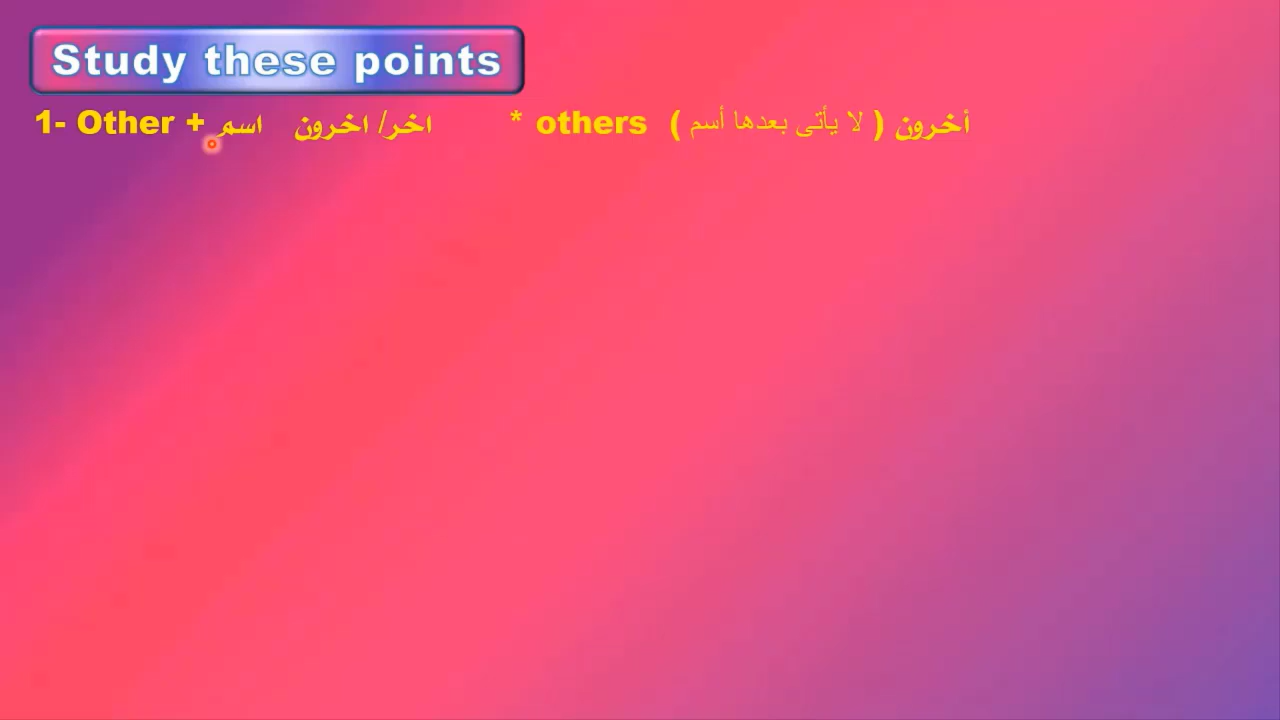 Study these points
1- Other + اسم اخر/ اخرون * others ( لا يأتى بعدها أسم ) أخرون